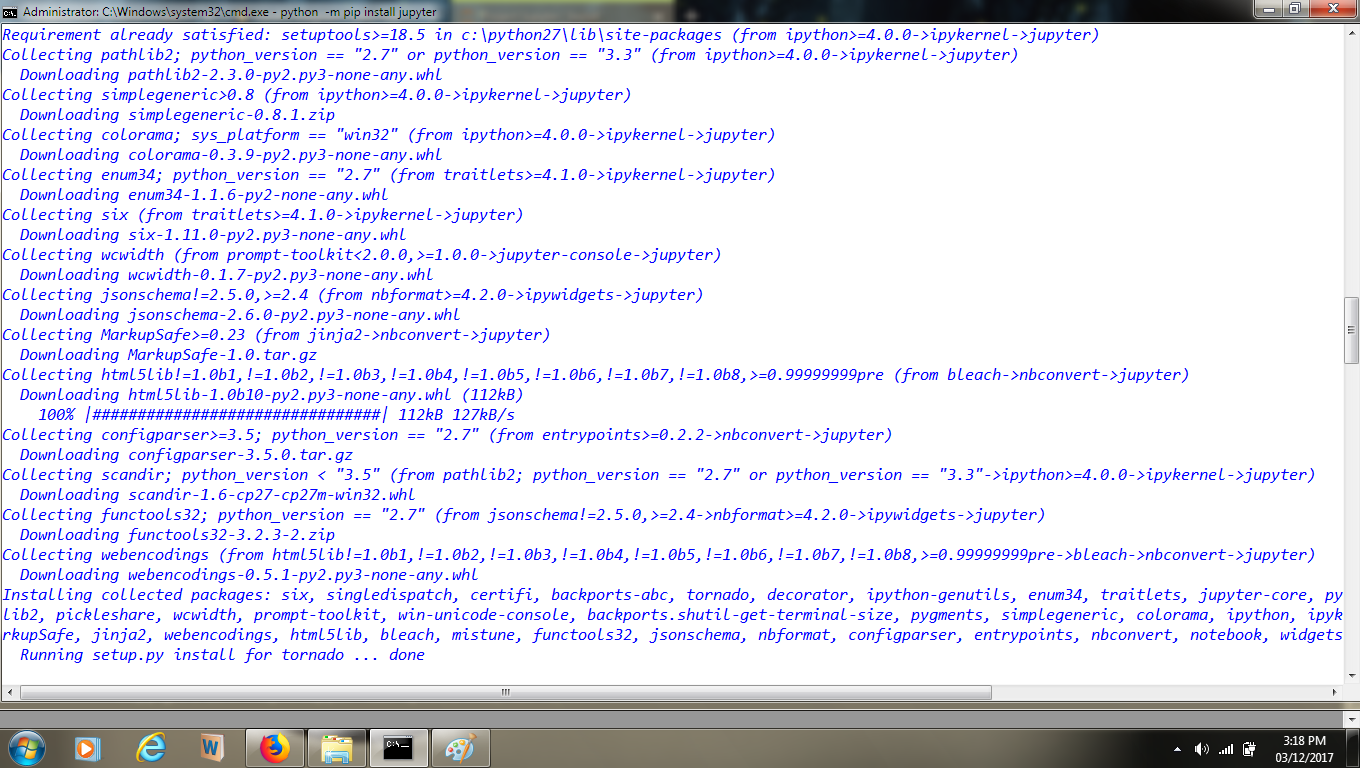 Administrator: C:\Windows\system32\cmd.exe - python  -m pip install jupyter
Requirement already satisfied: setuptools>=18.5 in c:\python27\lib\site-packages (from ipython>=4.0.0->ipykernel->jupyter)
Collecting pathlib2; python_version == "2.7" or python_version == "3.3" (from ipython>=4.0.0->ipykernel->jupyter)
  Downloading pathlib2-2.3.0-py2.py3-none-any.whl
Collecting simplegeneric>0.8 (from ipython>=4.0.0->ipykernel->jupyter)
  Downloading simplegeneric-0.8.1.zip
Collecting colorama; sys_platform == "win32" (from ipython>=4.0.0->ipykernel->jupyter)
  Downloading colorama-0.3.9-py2.py3-none-any.whl
Collecting enum34; python_version == "2.7" (from traitlets>=4.1.0->ipykernel->jupyter)
  Downloading enum34-1.1.6-py2-none-any.whl
Collecting six (from traitlets>=4.1.0->ipykernel->jupyter)
  Downloading six-1.11.0-py2.py3-none-any.whl
Collecting wcwidth (from prompt-toolkit<2.0.0,>=1.0.0->jupyter-console->jupyter)
  Downloading wcwidth-0.1.7-py2.py3-none-any.whl
Collecting jsonschema!=2.5.0,>=2.4 (from nbformat>=4.2.0->ipywidgets->jupyter)
  Downloading jsonschema-2.6.0-py2.py3-none-any.whl
Collecting MarkupSafe>=0.23 (from jinja2->nbconvert->jupyter)
  Downloading MarkupSafe-1.0.tar.gz
Collecting html5lib!=1.0b1,!=1.0b2,!=1.0b3,!=1.0b4,!=1.0b5,!=1.0b6,!=1.0b7,!=1.0b8,>=0.99999999pre (from bleach->nbconvert->jupyter)
  Downloading html5lib-1.0b10-py2.py3-none-any.whl (112kB)
    100% |################################| 112kB 127kB/s
Collecting configparser>=3.5; python_version == "2.7" (from entrypoints>=0.2.2->nbconvert->jupyter)
  Downloading configparser-3.5.0.tar.gz
Collecting scandir; python_version < "3.5" (from pathlib2; python_version == "2.7" or python_version == "3.3"->ipython>=4.0.0->ipykernel->jupyter)
  Downloading scandir-1.6-cp27-cp27m-win32.whl
Collecting functools32; python_version == "2.7" (from jsonschema!=2.5.0,>=2.4->nbformat>=4.2.0->ipywidgets->jupyter)
  Downloading functools32-3.2.3-2.zip
Collecting webencodings (from html5lib!=1.0b1,!=1.0b2,!=1.0b3,!=1.0b4,!=1.0b5,!=1.0b6,!=1.0b7,!=1.0b8,>=0.99999999pre->bleach->nbconvert->jupyter)
  Downloading webencodings-0.5.1-py2.py3-none-any.whl
Installing collected packages: six, singledispatch, certifi, backports-abc, tornado, decorator, ipython-genutils, enum34, traitlets, jupyter-core, py
lib2, pickleshare, wcwidth, prompt-toolkit, win-unicode-console, backports.shutil-get-terminal-size, pygments, simplegeneric, colorama, ipython, ipyk
rkupSafe, jinja2, webencodings, html5lib, bleach, mistune, functools32, jsonschema, nbformat, configparser, entrypoints, nbconvert, notebook, widgets
  Running setup.py install for tornado ... done
3:18 PM
03/12/2017